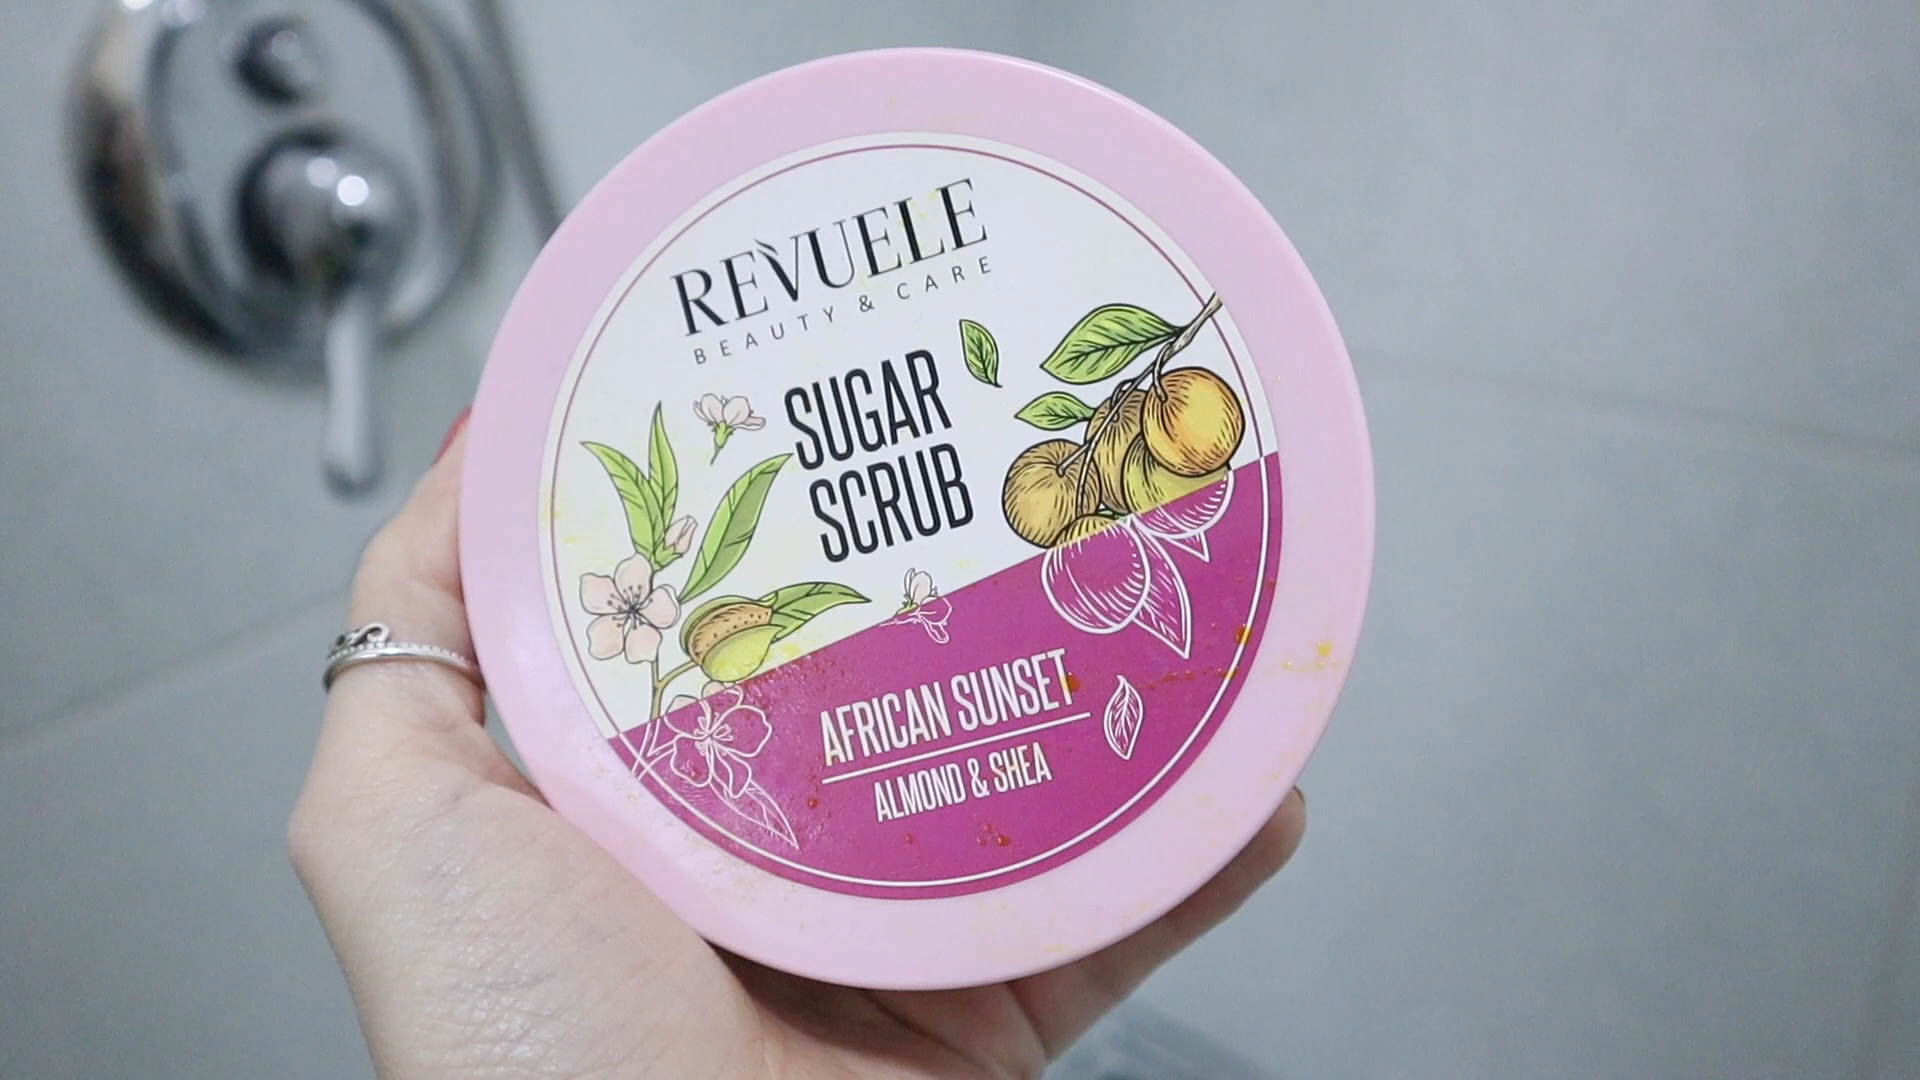 REVUELE
BEAUTY & CARE
SUGAR
SCRUB
AFRICAN SUNSET
ALMOND & SHEA